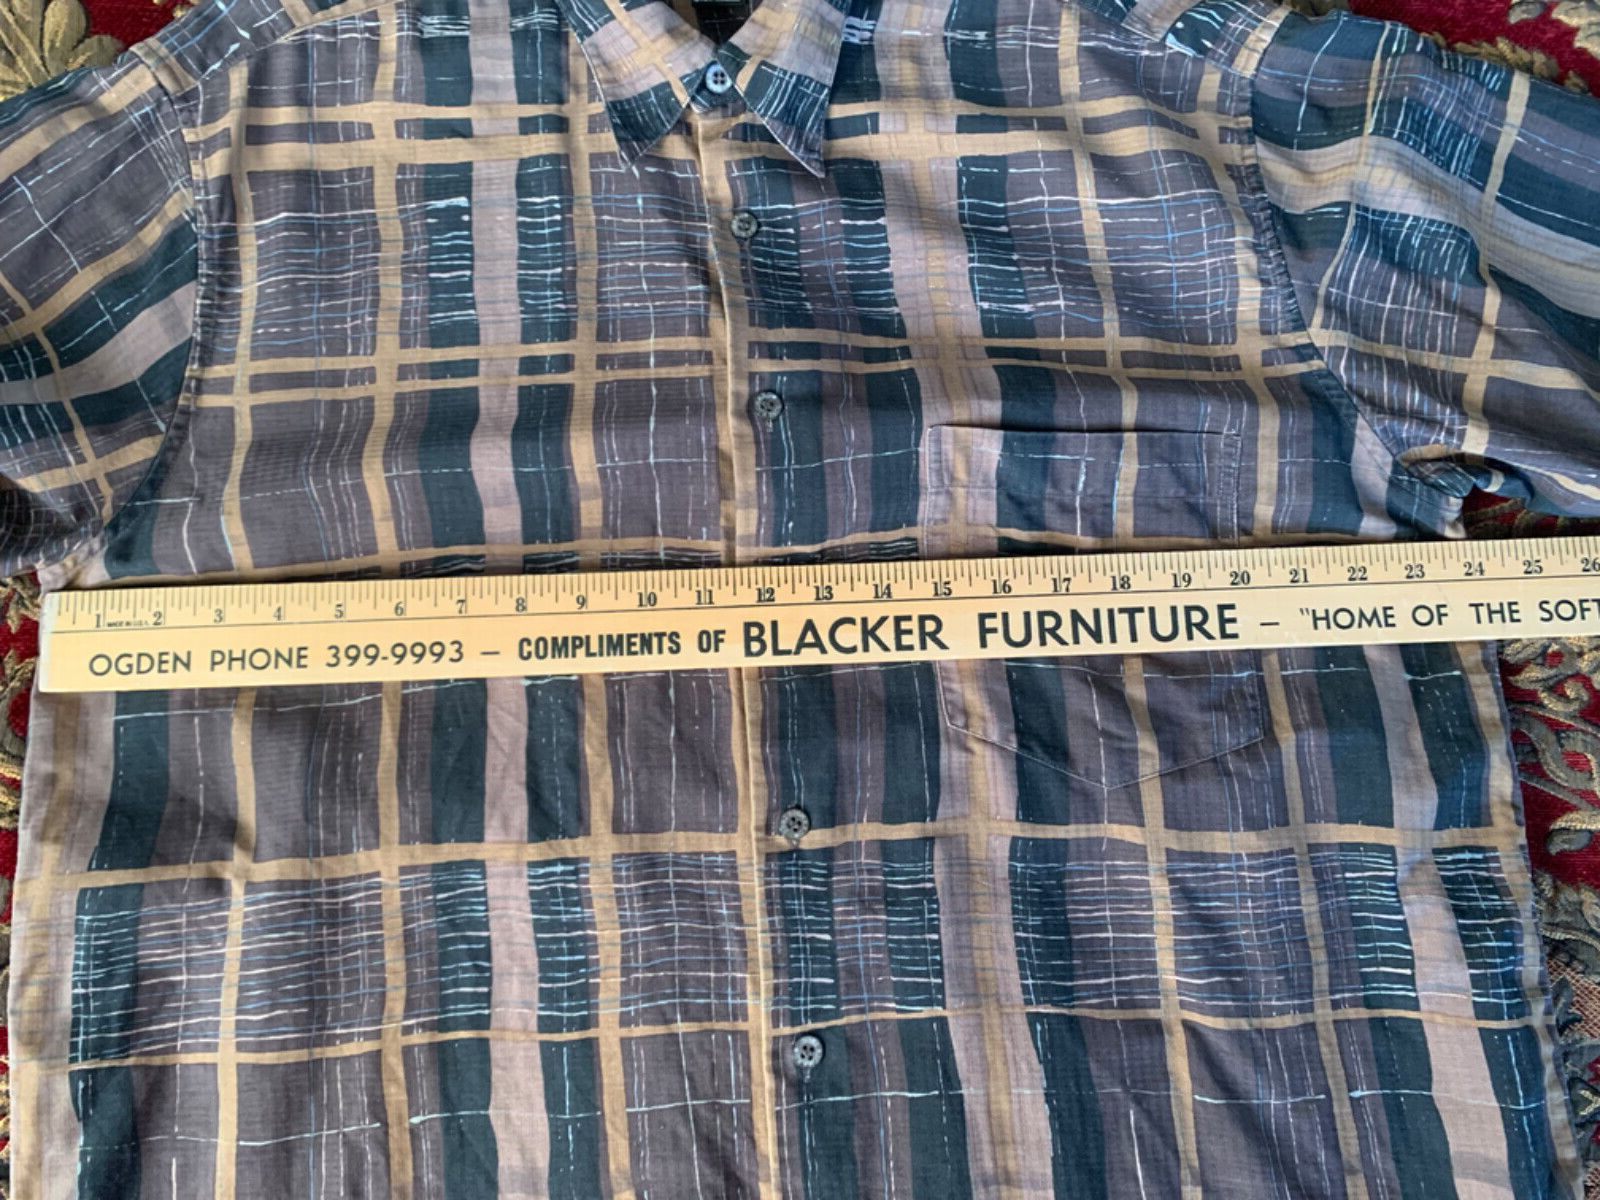 1 MADE IN U.S.A. 2 3 4 5 6 7 8 9 10 11 12 13 14 15 16 17 18 19 20 21 22 23 24 25 26
OGDEN PHONE 399-9993 – COMPLIMENTS OF BLACKER FURNITURE – "HOME OF THE SOFT